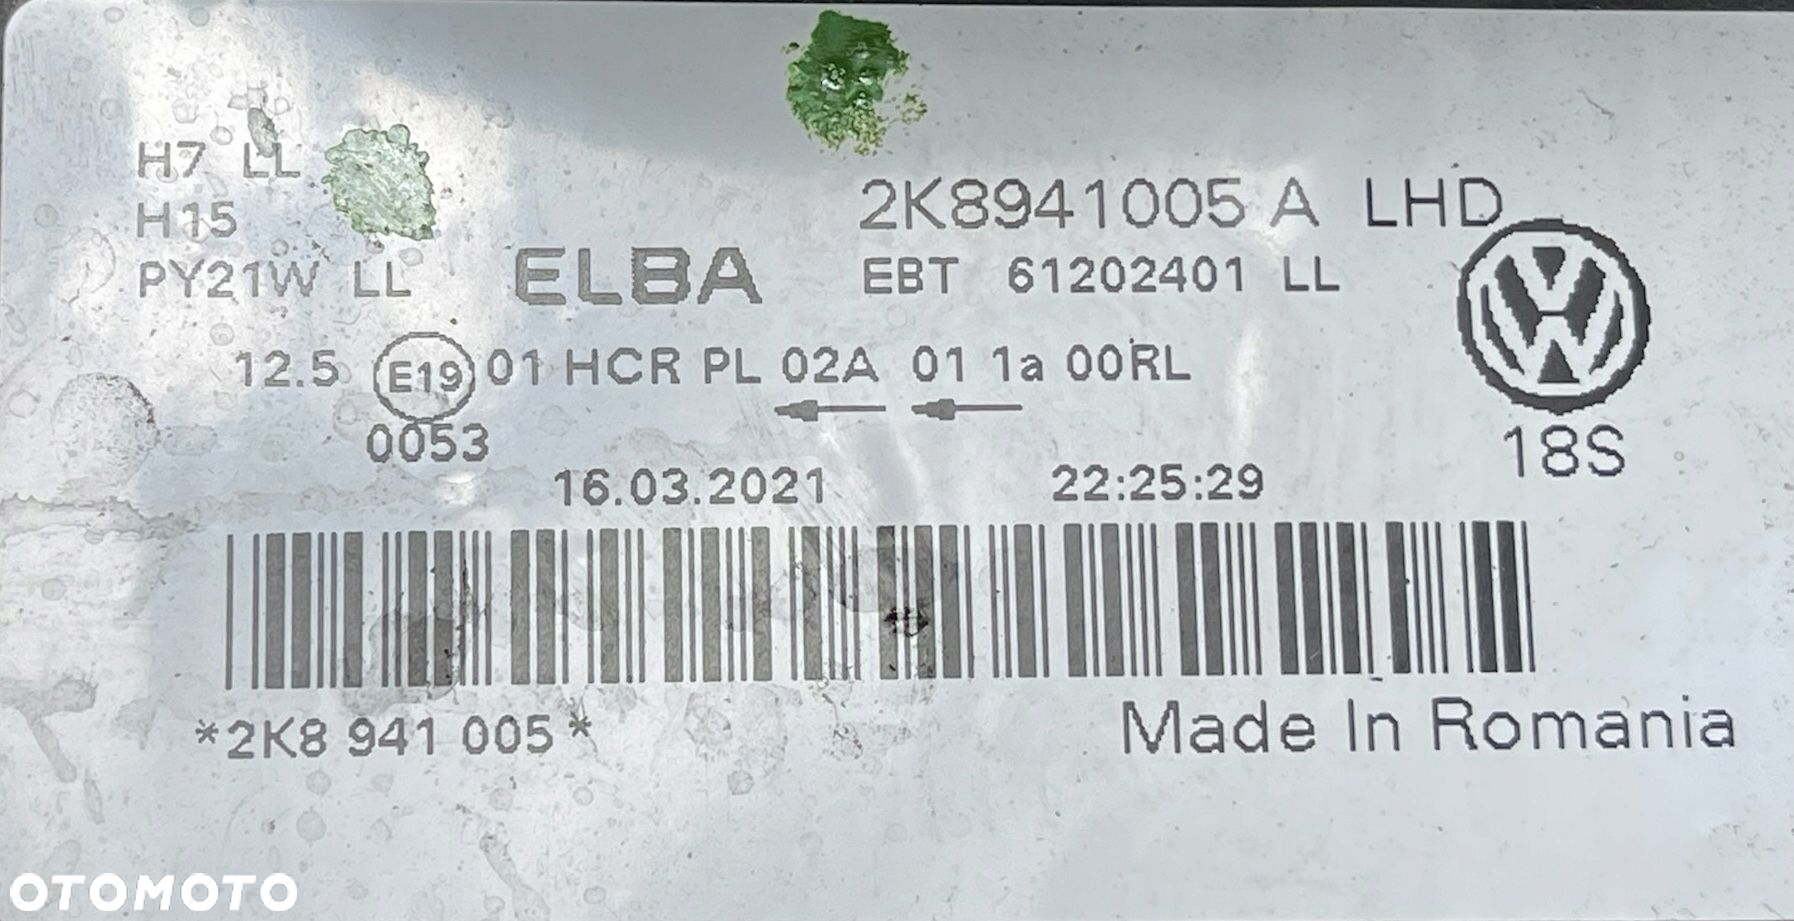 H7 LL
H15
PY21W LL
ELBA
2K8941005 A LHD
EBT 61202401 LL
12.5 E19 01 HCR PL 02A 01 1a 00RL
0053
18S
16.03.2021 22:25:29
*2K8 941 005*
Made In Romania
OTOMOTO